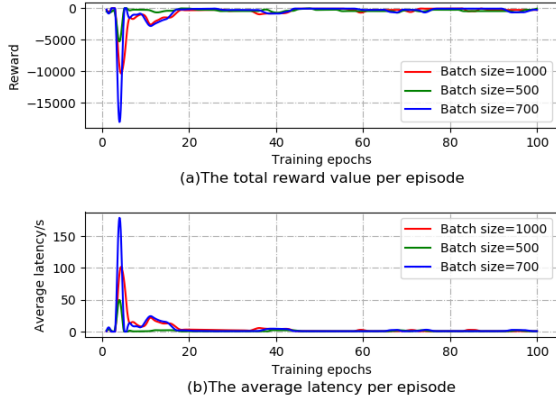 0
−5000
−10000
−15000
Reward
Batch size=1000
Batch size=500
Batch size=700
0 20 40 60 80 100
Training epochs
(a)The total reward value per episode
150
100
50
0
Average latency/s
Batch size=1000
Batch size=500
Batch size=700
0 20 40 60 80 100
Training epochs
(b)The average latency per episode